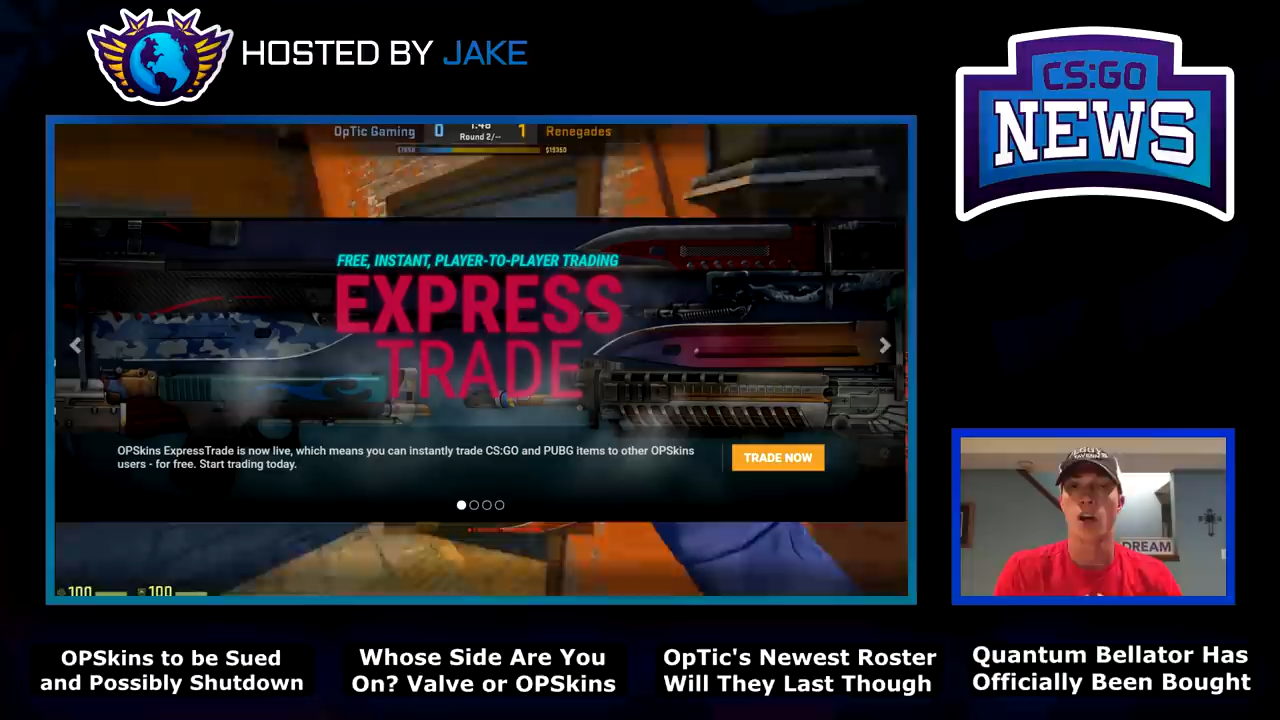 HOSTED BY JAKE
CS:GO
NEWS
OpTic Gaming 0 1:48 1 Renegades
Round 2/--
FREE, INSTANT, PLAYER-TO-PLAYER TRADING
EXPRESS
TRADE
OPSkins ExpressTrade is now live, which means you can instantly trade CS:GO and PUBG items to other OPSkins
users - for free. Start trading today.
TRADE NOW
100 100
DREAM
OPSkins to be Sued
and Possibly Shutdown
Whose Side Are You
On? Valve or OPSkins
OpTic's Newest Roster
Will They Last Though
Quantum Bellator Has
Officially Been Bought